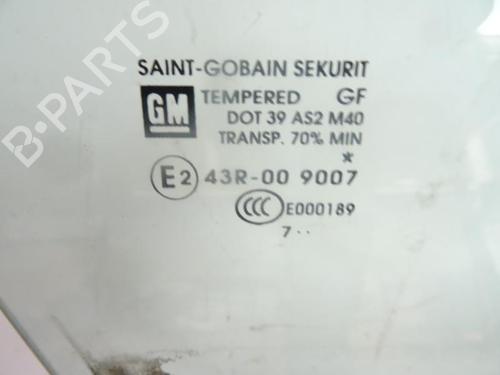 SAINT-GOBAIN SEKURIT
GM
TEMPERED GF
DOT 39 AS2 M40
TRANSP. 70% MIN
*
E2 43R-00 9007
CCC E000189
7··
B-PARTS